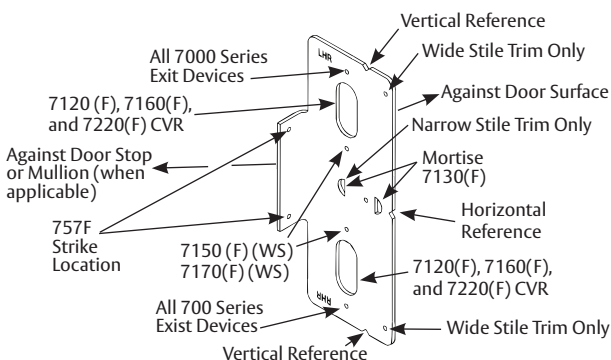 Vertical Reference
LHR
All 7000 Series
Exit Devices
Wide Stile Trim Only
7120 (F), 7160(F),
and 7220(F) CVR
Against Door Surface
Narrow Stile Trim Only
Against Door Stop
or Mullion (when
applicable)
Mortise
7130(F)
757F
Strike
Location
Horizontal
Reference
7150 (F) (WS)
7170(F) (WS)
7120(F), 7160(F),
and 7220(F) CVR
RHR
All 700 Series
Exist Devices
Wide Stile Trim Only
Vertical Reference